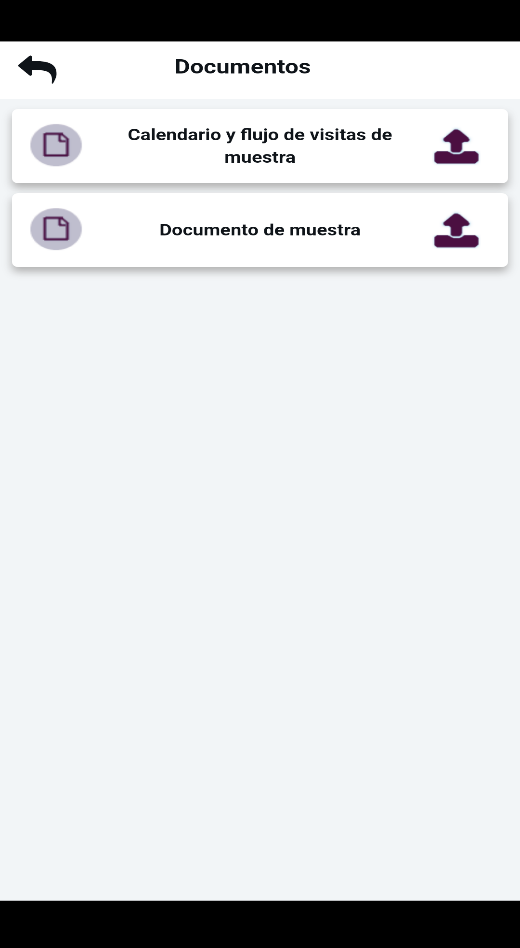 Documentos
Calendario y flujo de visitas de
muestra
Documento de muestra